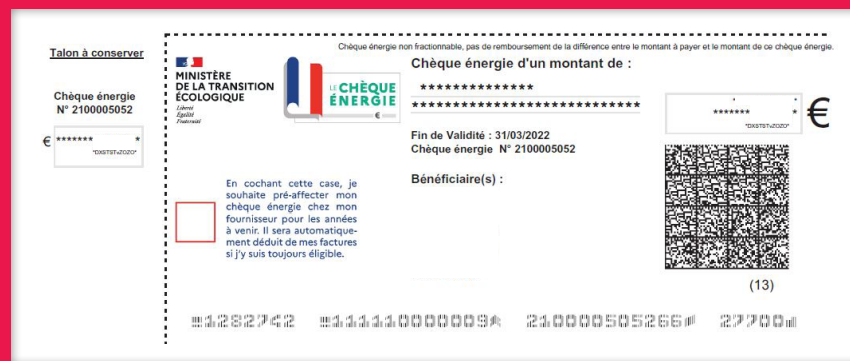 Talon à conserver
Chèque énergie
N° 2100005052
€ ******* *
*DXSTST%ZOZO*
Chèque énergie non fractionnable, pas de remboursement de la différence entre le montant à payer et le montant de ce chèque énergie.
MINISTÈRE
DE LA TRANSITION
ÉCOLOGIQUE
Liberté
Égalité
Fraternité
LE CHÈQUE
ÉNERGIE
€
Chèque énergie d'un montant de :
**************
****************************
Fin de Validité : 31/03/2022
Chèque énergie N° 2100005052
Bénéficiaire(s) :
******* * €
En cochant cette case, je
souhaite pré-affecter mon
chèque énergie chez mon
fournisseur pour les années
à venir. Il sera automatique-
ment déduit de mes factures
si j'y suis toujours éligible.
(13)
1282742 111110000009 210000505266 27700